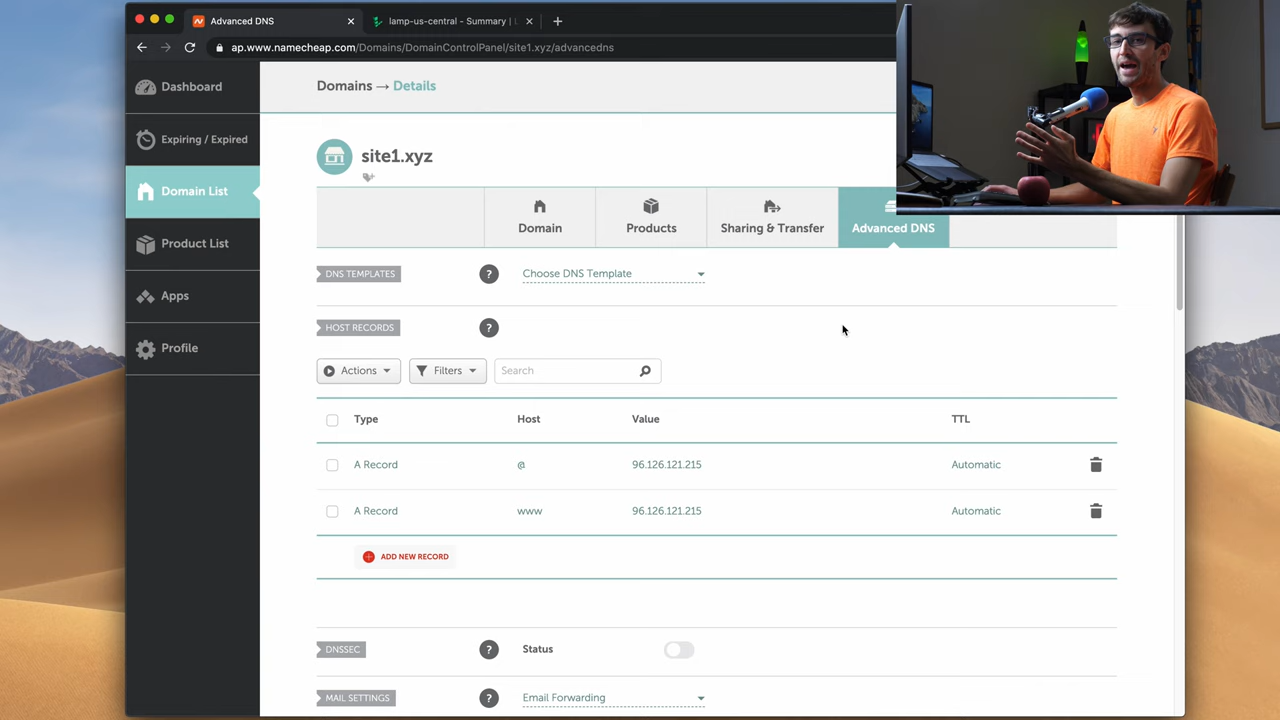 Advanced DNS
lamp-us-central - Summary |
ap.www.namecheap.com/Domains/DomainControlPanel/site1.xyz/advancedns
Dashboard
Expiring / Expired
Domain List
Product List
Apps
Profile
Domains → Details
site1.xyz
Domain
Products
Sharing & Transfer
Advanced DNS
DNS TEMPLATES
?
Choose DNS Template
HOST RECORDS
?
Actions
Filters
Search
Type Host Value TTL
A Record @ 96.126.121.215 Automatic
A Record www 96.126.121.215 Automatic
ADD NEW RECORD
DNSSEC
?
Status
MAIL SETTINGS
?
Email Forwarding